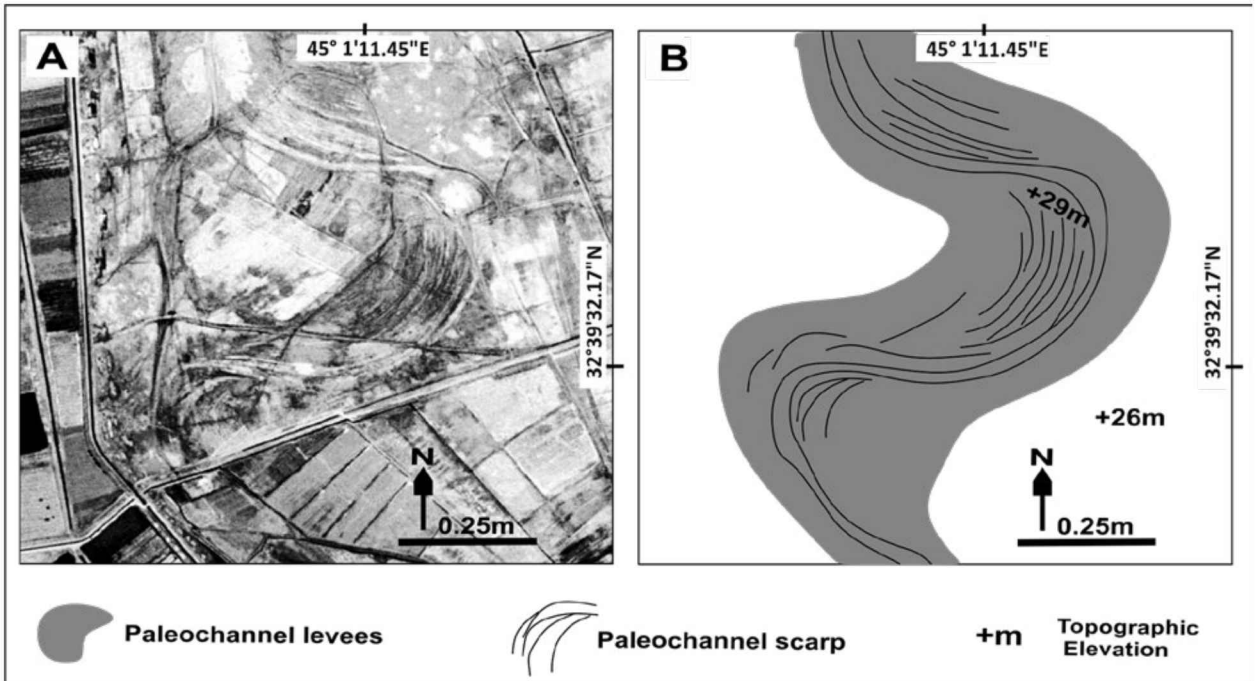 A
45° 1'11.45"E
32°39'32.17"N
N
0.25m
B
45° 1'11.45"E
+29m
32°39'32.17"N
+26m
N
0.25m
Paleochannel levees
Paleochannel scarp
+m
Topographic
Elevation